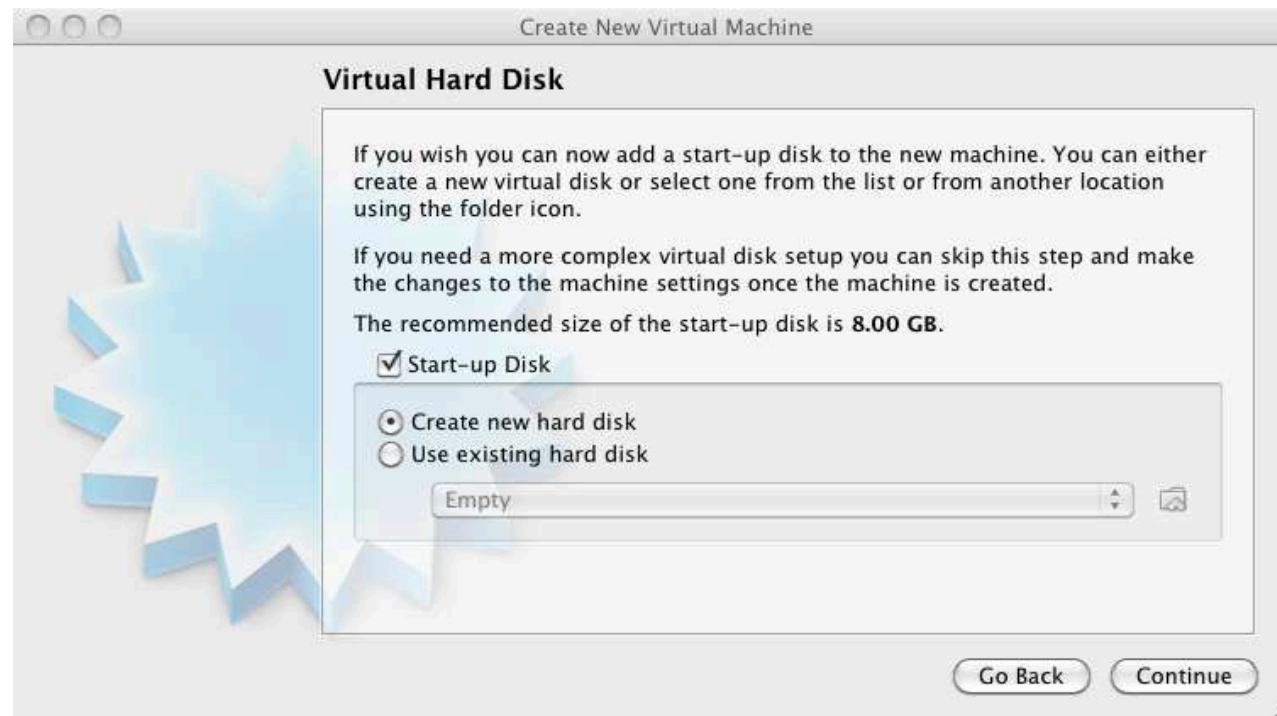 Create New Virtual Machine
Virtual Hard Disk
If you wish you can now add a start-up disk to the new machine. You can either
create a new virtual disk or select one from the list or from another location
using the folder icon.
If you need a more complex virtual disk setup you can skip this step and make
the changes to the machine settings once the machine is created.
The recommended size of the start-up disk is 8.00 GB.
Start-up Disk
Create new hard disk
Use existing hard disk
Empty
Go Back
Continue